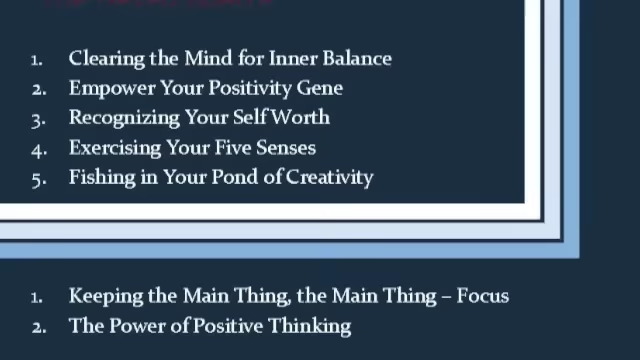 1. Clearing the Mind for Inner Balance
2. Empower Your Positivity Gene
3. Recognizing Your Self Worth
4. Exercising Your Five Senses
5. Fishing in Your Pond of Creativity
1. Keeping the Main Thing, the Main Thing – Focus
2. The Power of Positive Thinking